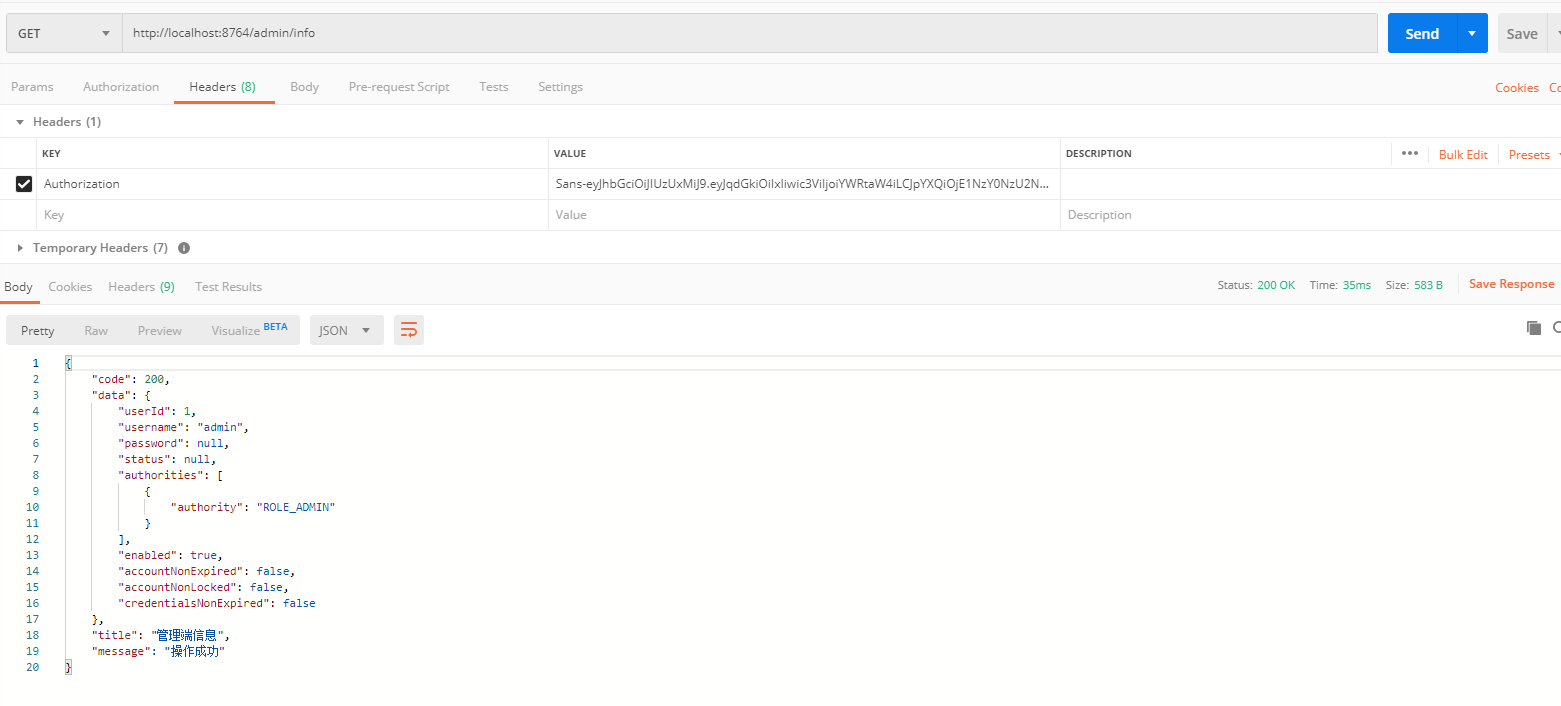 GET http://localhost:8764/admin/info Send Save
Params Authorization Headers (8) Body Pre-request Script Tests Settings Cookies
Headers (1)
KEY VALUE DESCRIPTION ••• Bulk Edit Presets
Authorization Sans-eyJhbGciOiJIUzUxMiJ9.eyJqdGkiOiIxIiwic3ViIjoiYWRtaW4iLCJpYXQiOjE1NzY0NzU2N...
Key Value Description
Temporary Headers (7)
Body Cookies Headers (9) Test Results Status: 200 OK Time: 35ms Size: 583 B Save Response
Pretty Raw Preview Visualize BETA JSON
1 {
2 "code": 200,
3 "data": {
4 "userId": 1,
5 "username": "admin",
6 "password": null,
7 "status": null,
8 "authorities": [
9 {
10 "authority": "ROLE_ADMIN"
11 }
12 ],
13 "enabled": true,
14 "accountNonExpired": false,
15 "accountNonLocked": false,
16 "credentialsNonExpired": false
17 },
18 "title": "管理端信息",
19 "message": "操作成功"
20 }